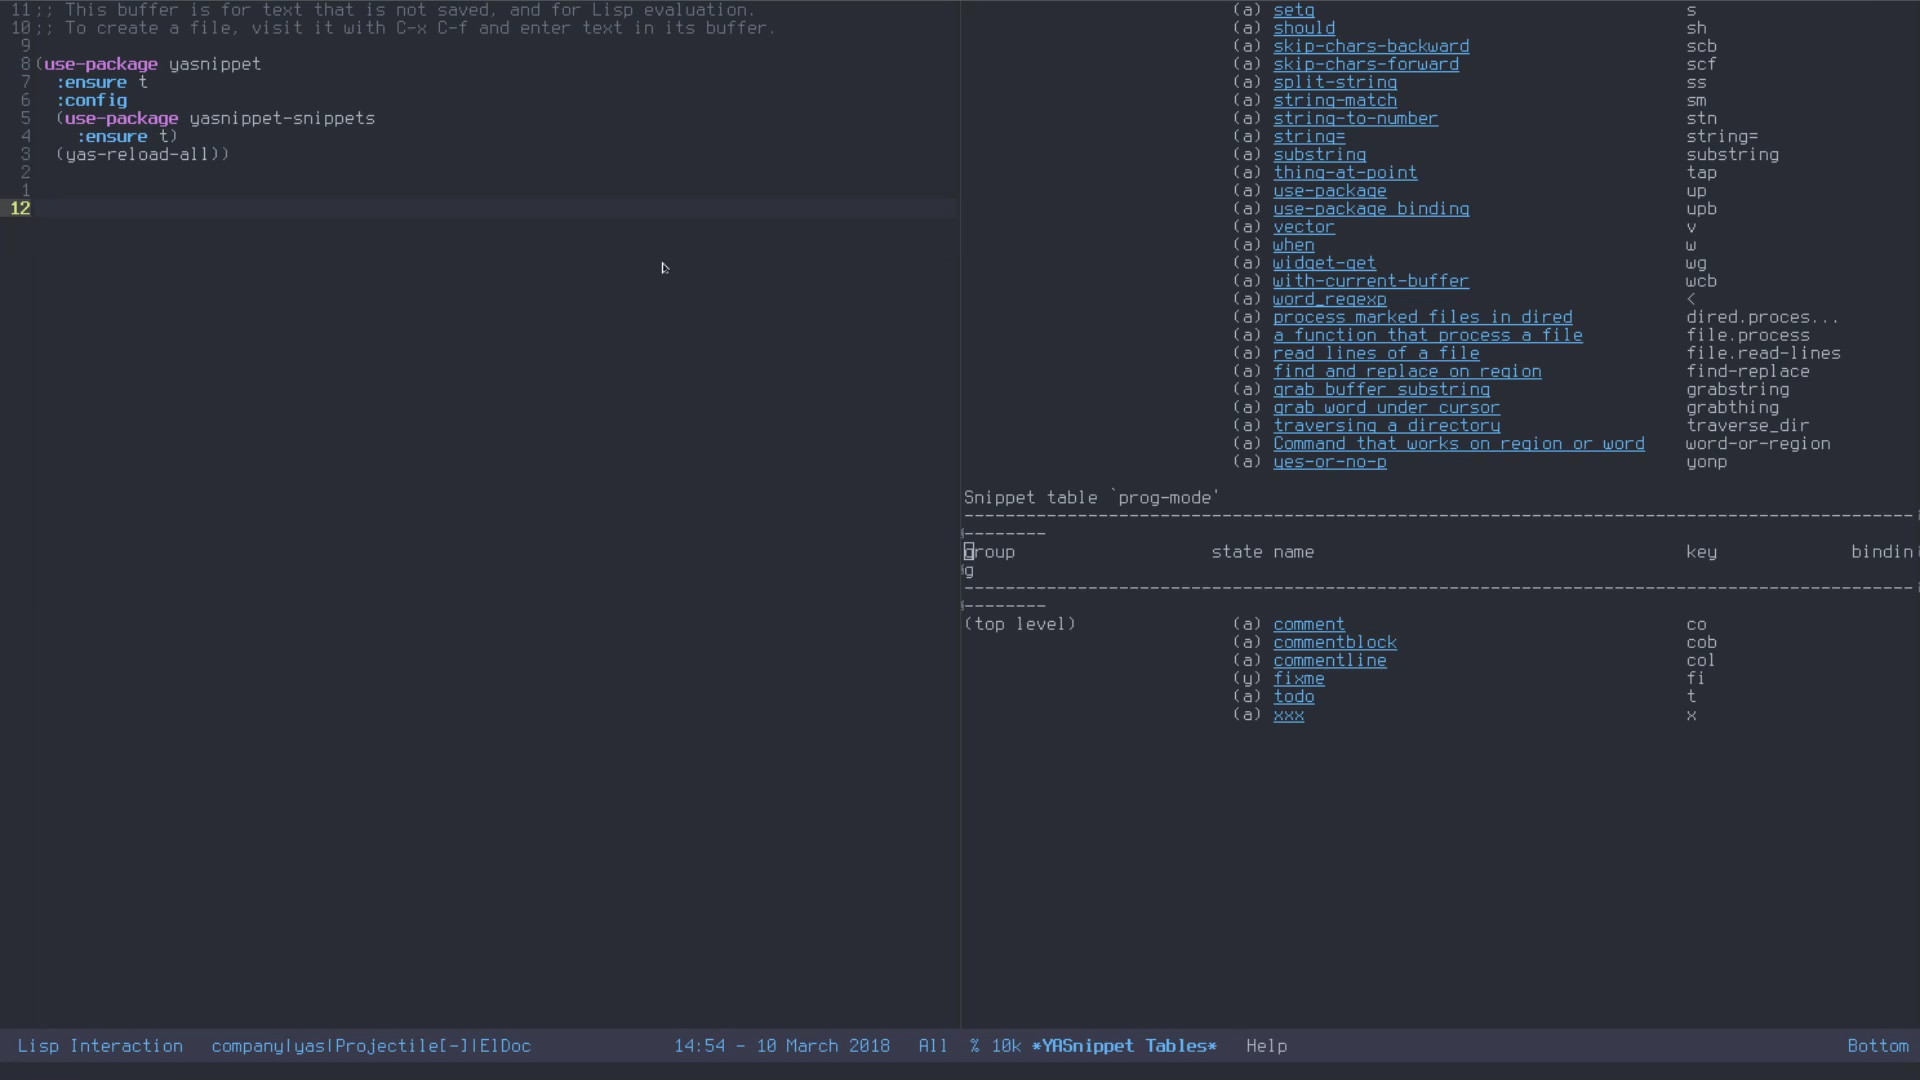 11;; This buffer is for text that is not saved, and for Lisp evaluation.
10;; To create a file, visit it with C-x C-f and enter text in its buffer.
9
8(use-package yasnippet
7  :ensure t
6  :config
5  (use-package yasnippet-snippets
4    :ensure t)
3  (yas-reload-all))
2
1
12
Lisp Interaction   company|yas|Projectile[-]|ElDoc   14:54 - 10 March 2018   All
(a) setq s
(a) should sh
(a) skip-chars-backward scb
(a) skip-chars-forward scf
(a) split-string ss
(a) string-match sm
(a) string-to-number stn
(a) string= string=
(a) substring substring
(a) thing-at-point tap
(a) use-package up
(a) use-package binding upb
(a) vector v
(a) when w
(a) widget-get wg
(a) with-current-buffer wcb
(a) word_regexp <
(a) process marked files in dired dired.proces...
(a) a function that process a file file.process
(a) read lines of a file file.read-lines
(a) find and replace on region find-replace
(a) grab buffer substring grabstring
(a) grab word under cursor grabthing
(a) traversing a directory traverse_dir
(a) Command that works on region or word word-or-region
(a) yes-or-no-p yonp
Snippet table `prog-mode'
--------------------------------------------------------------------------------------------
--------
group state name key bindin
g
--------------------------------------------------------------------------------------------
--------
(top level) (a) comment co
(a) commentblock cob
(a) commentline col
(y) fixme fi
(a) todo t
(a) xxx x
% 10k *YASnippet Tables*   Help   Bottom